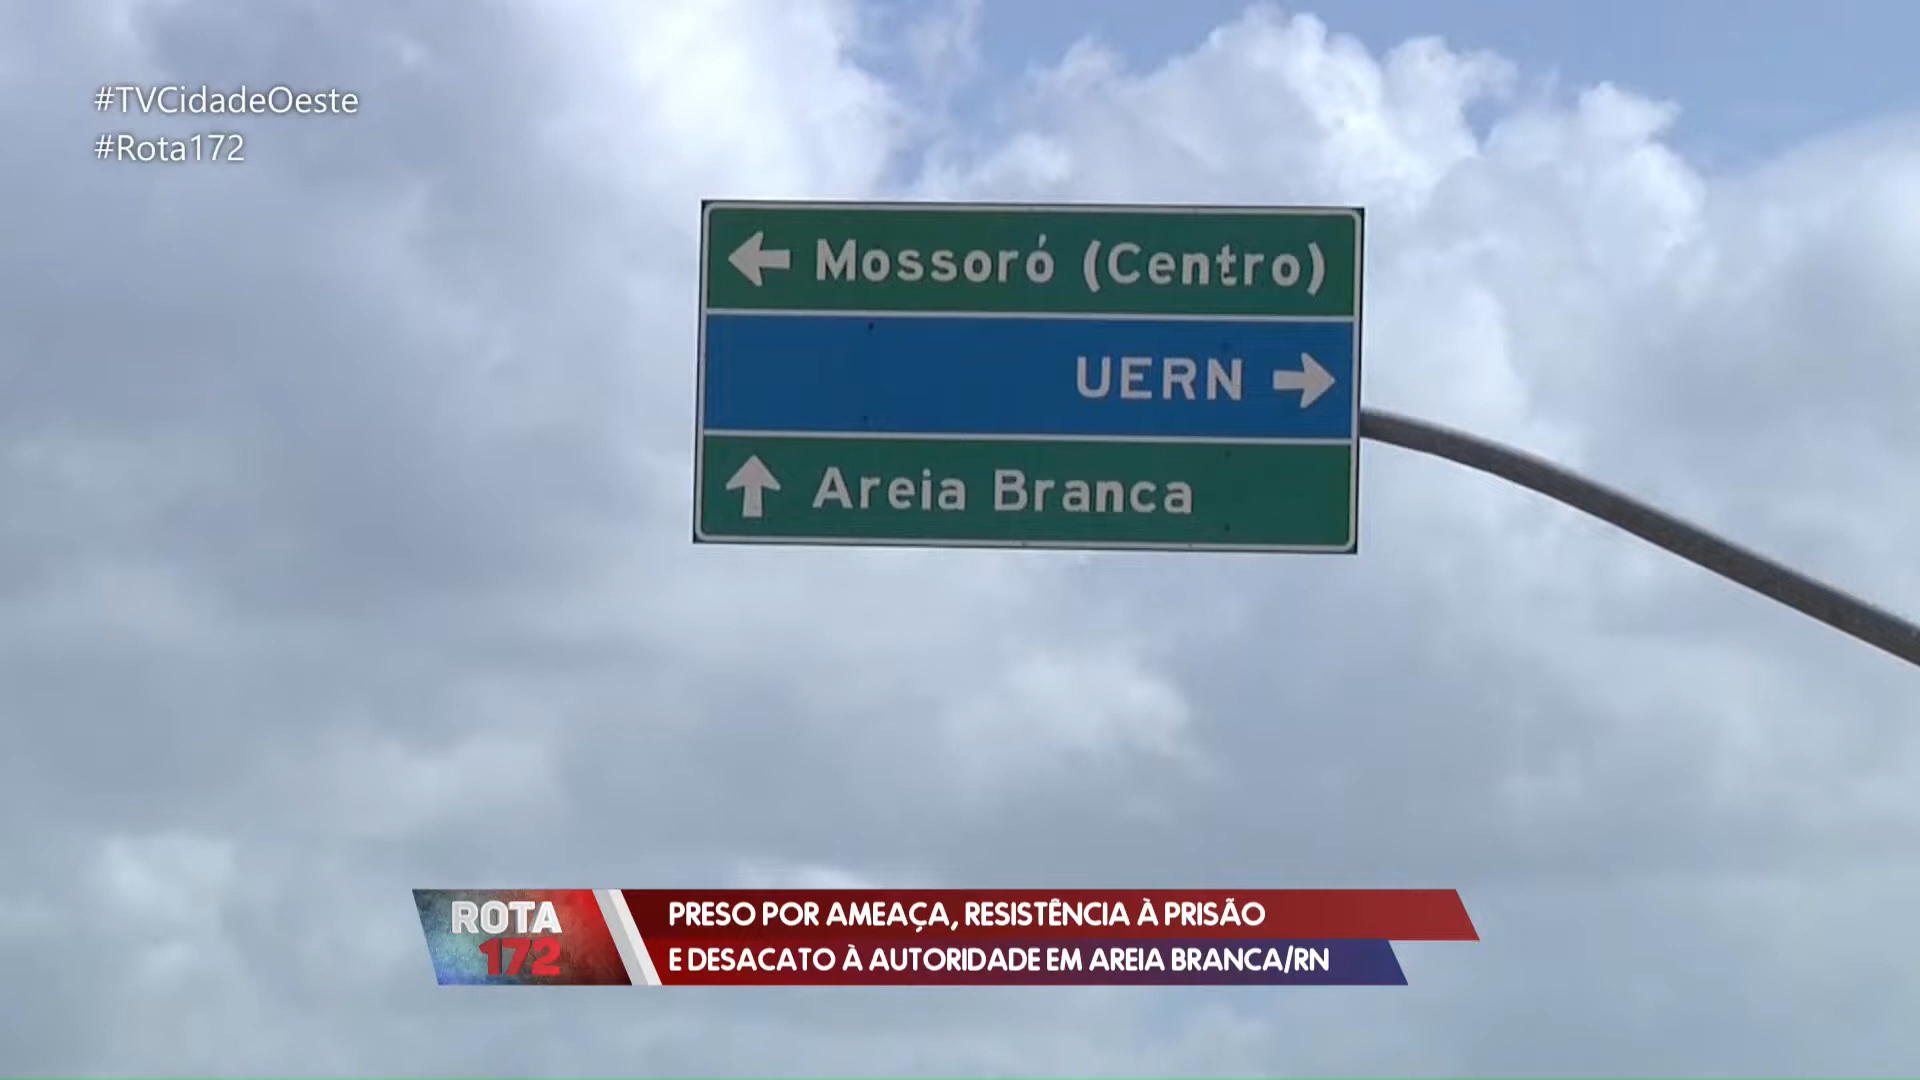 #TVCidadeOeste
#Rota172
Mossoró (Centro)
UERN
Areia Branca
ROTA
172
PRESO POR AMEAÇA, RESISTÊNCIA À PRISÃO
E DESACATO À AUTORIDADE EM AREIA BRANCA/RN